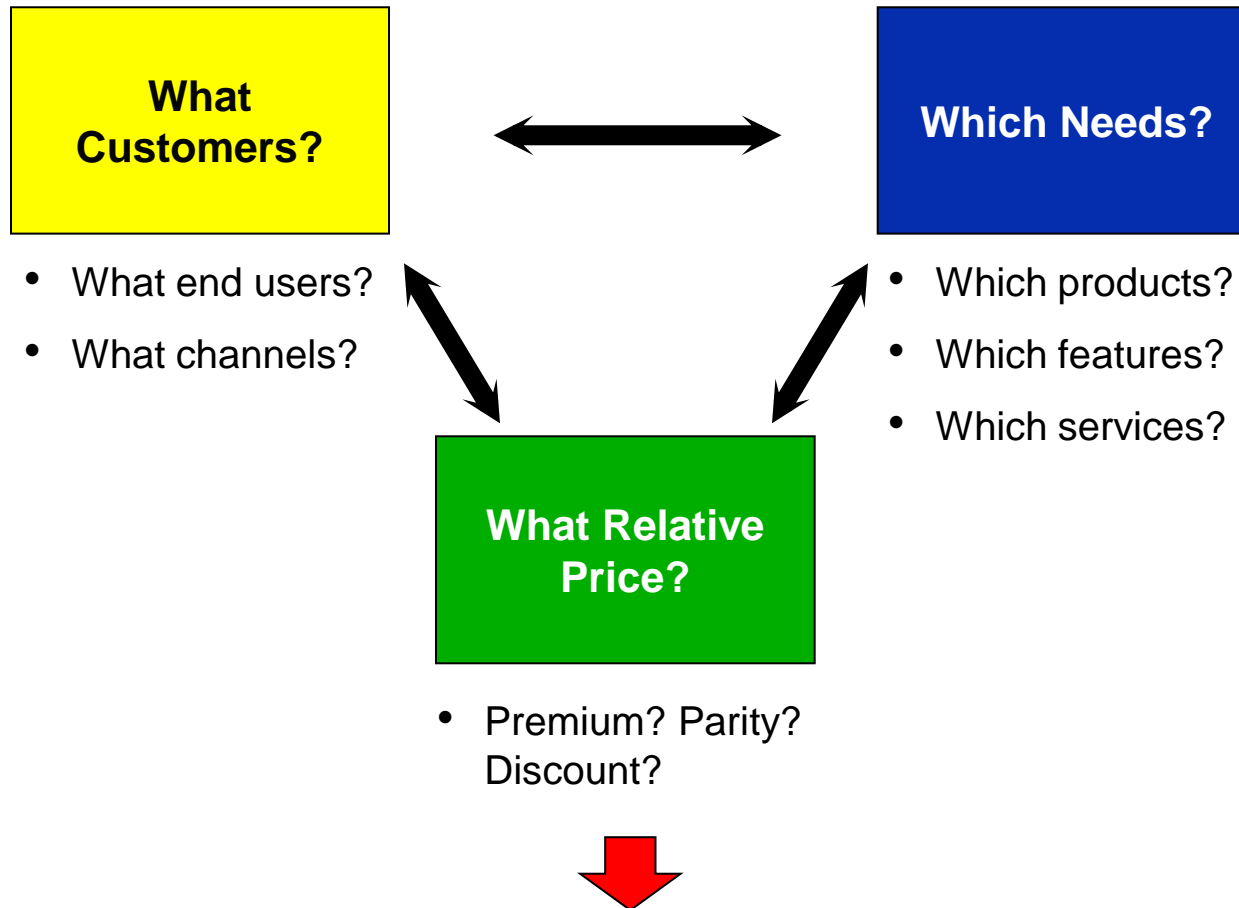 What
Customers?
Which Needs?
• What end users?
• What channels?
• Which products?
• Which features?
• Which services?
What Relative
Price?
• Premium? Parity?
Discount?